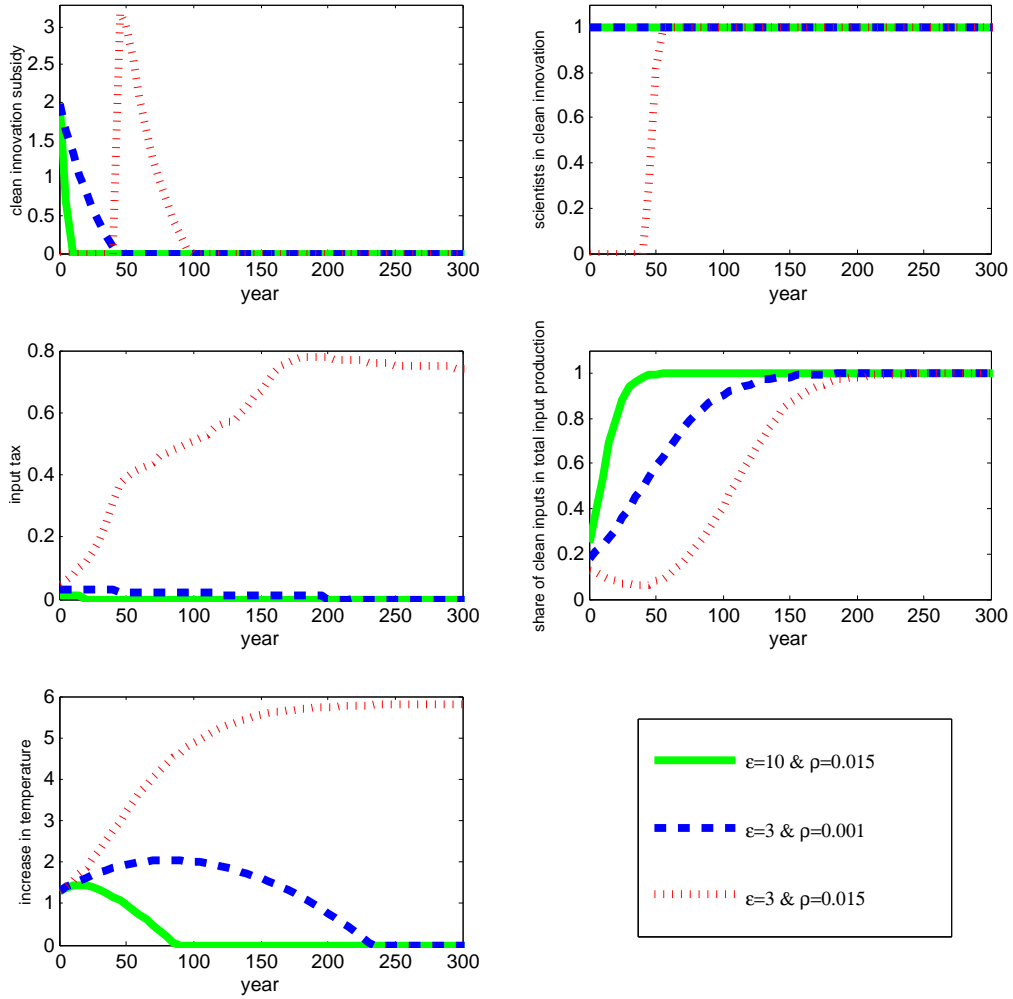 clean innovation subsidy
3
2.5
2
1.5
1
0.5
0
0 50 100 150 200 250 300
year
scientists in clean innovation
1
0.8
0.6
0.4
0.2
0
0 50 100 150 200 250 300
year
input tax
0.8
0.6
0.4
0.2
0
0 50 100 150 200 250 300
year
share of clean inputs in total input production
1
0.8
0.6
0.4
0.2
0
0 50 100 150 200 250 300
year
increase in temperature
6
5
4
3
2
1
0
0 50 100 150 200 250 300
year
ε=10 & ρ=0.015
ε=3 & ρ=0.001
ε=3 & ρ=0.015